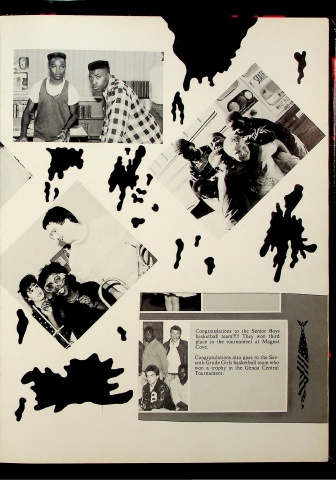 Congratulations to the Senior Boys
basketball team!!!! They won third
place in the tournament at Magnet
Cove.
Congratulations also goes to the Sev-
enth Grade Girls basketball team who
won a trophy in the Genoa Central
Tournament.